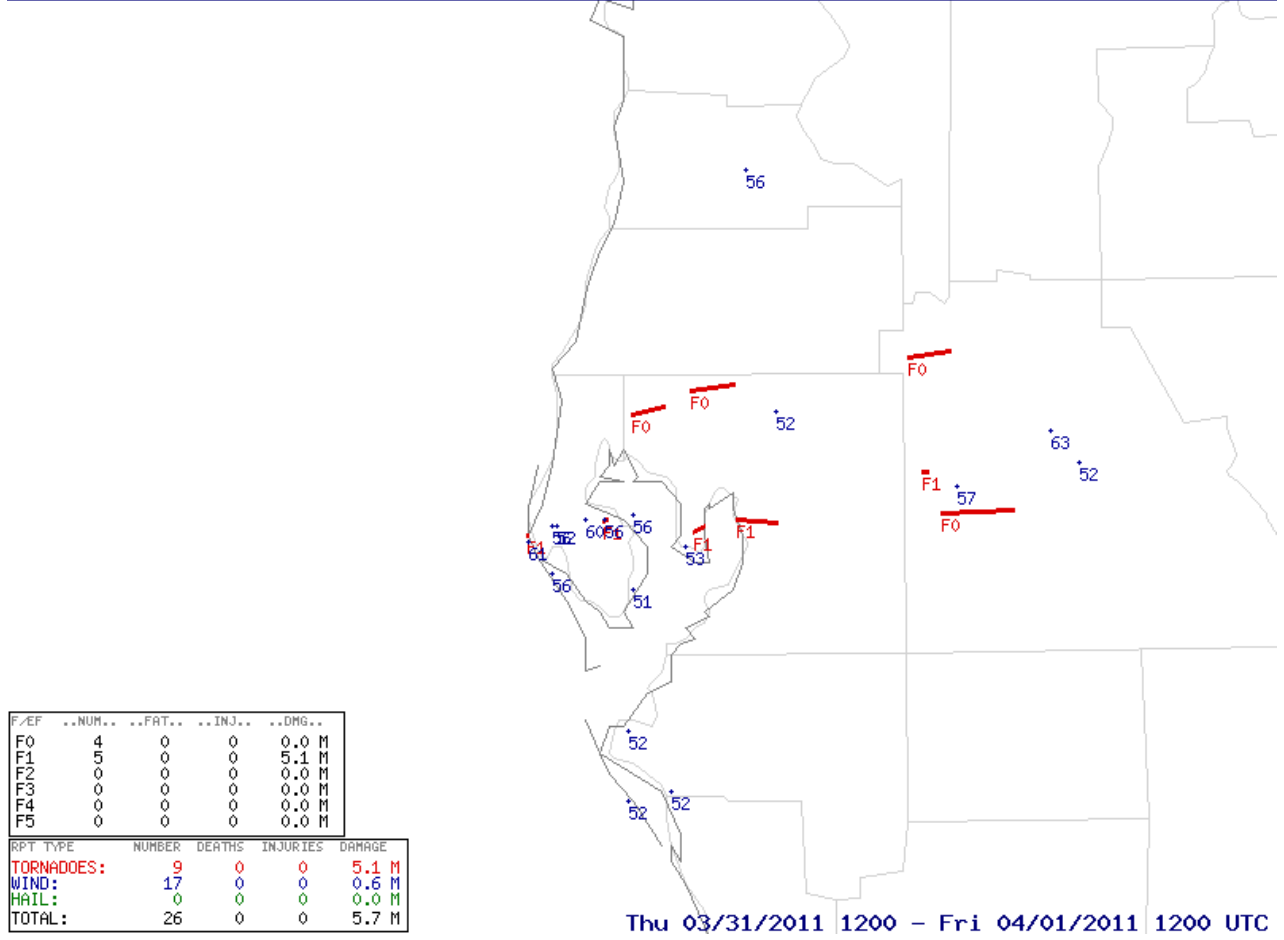 56
F0
F0
F0
52
63
52
F1
57
F0
56
60
56
F1
F1
F1
53
F1
61
56
51
52
52
52
F/EF ..NUM.. ..FAT.. ..INJ.. ..DMG..
F0 4 0 0 0.0 M
F1 5 0 0 5.1 M
F2 0 0 0 0.0 M
F3 0 0 0 0.0 M
F4 0 0 0 0.0 M
F5 0 0 0 0.0 M
RPT TYPE NUMBER DEATHS INJURIES DAMAGE
TORNADOES: 9 0 0 5.1 M
WIND: 17 0 0 0.6 M
HAIL: 0 0 0 0.0 M
TOTAL: 26 0 0 5.7 M
Thu 03/31/2011 1200 - Fri 04/01/2011 1200 UTC